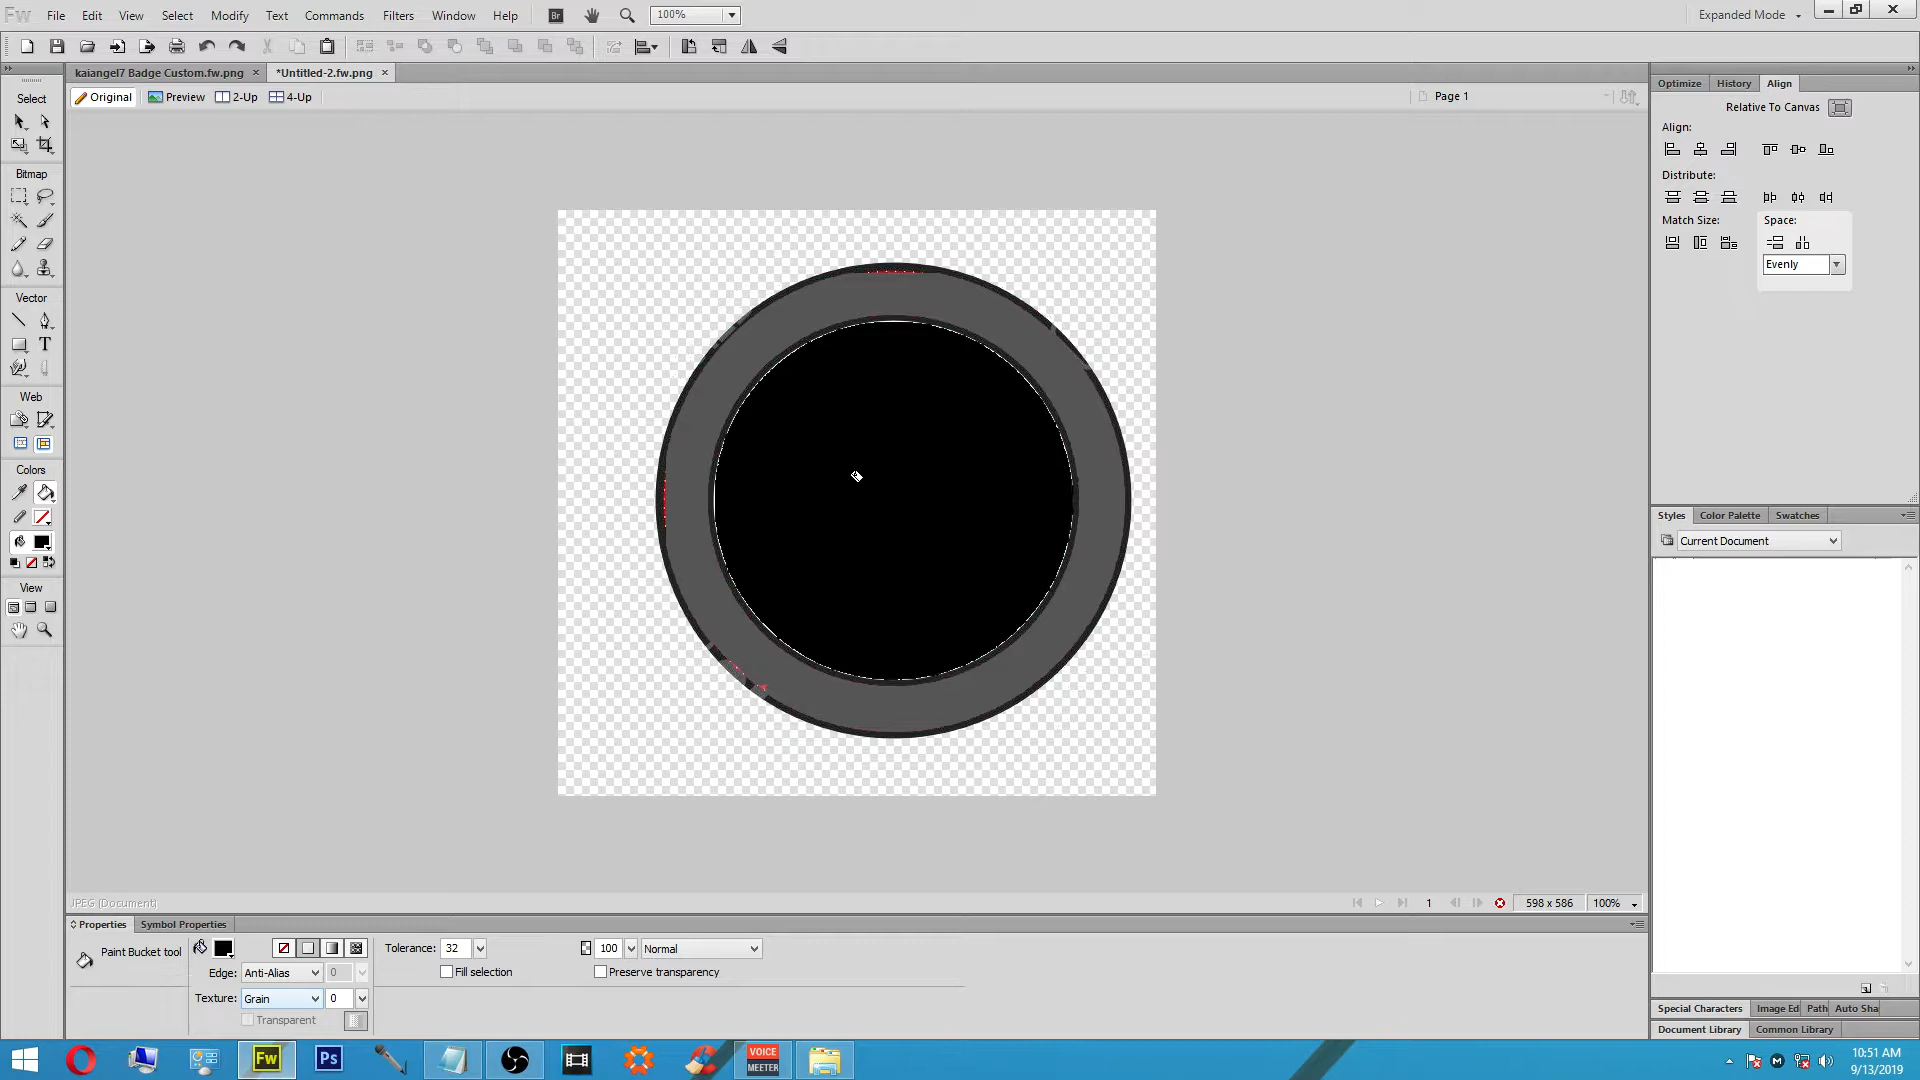 Fw File Edit View Select Modify Text Commands Filters Window Help Br 100% Expanded Mode
kaiangel7 Badge Custom.fw.png *Untitled-2.fw.png
Original Preview 2-Up 4-Up Page 1
Select
Bitmap
Vector
T
Web
Colors
View
Optimize History Align
Relative To Canvas
Align:
Distribute:
Match Size: Space:
Evenly
Styles Color Palette Swatches
Current Document
JPEG (Document) 1 598 x 586 100%
Properties Symbol Properties
Paint Bucket tool
Tolerance: 32 100 Normal
Edge: Anti-Alias 0 Fill selection Preserve transparency
Texture: Grain 0
Transparent
Special Characters Image Ed Path Auto Sha
Document Library Common Library
Fw Ps VOICE
MEETER
10:51 AM
9/13/2019